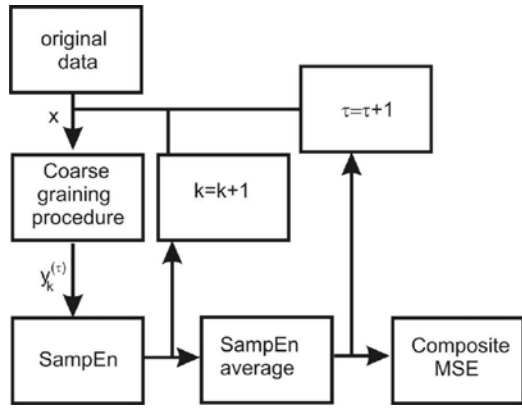 original
data
x
τ=τ+1
Coarse
graining
procedure
k=k+1
y_k^(τ)
SampEn
SampEn
average
Composite
MSE